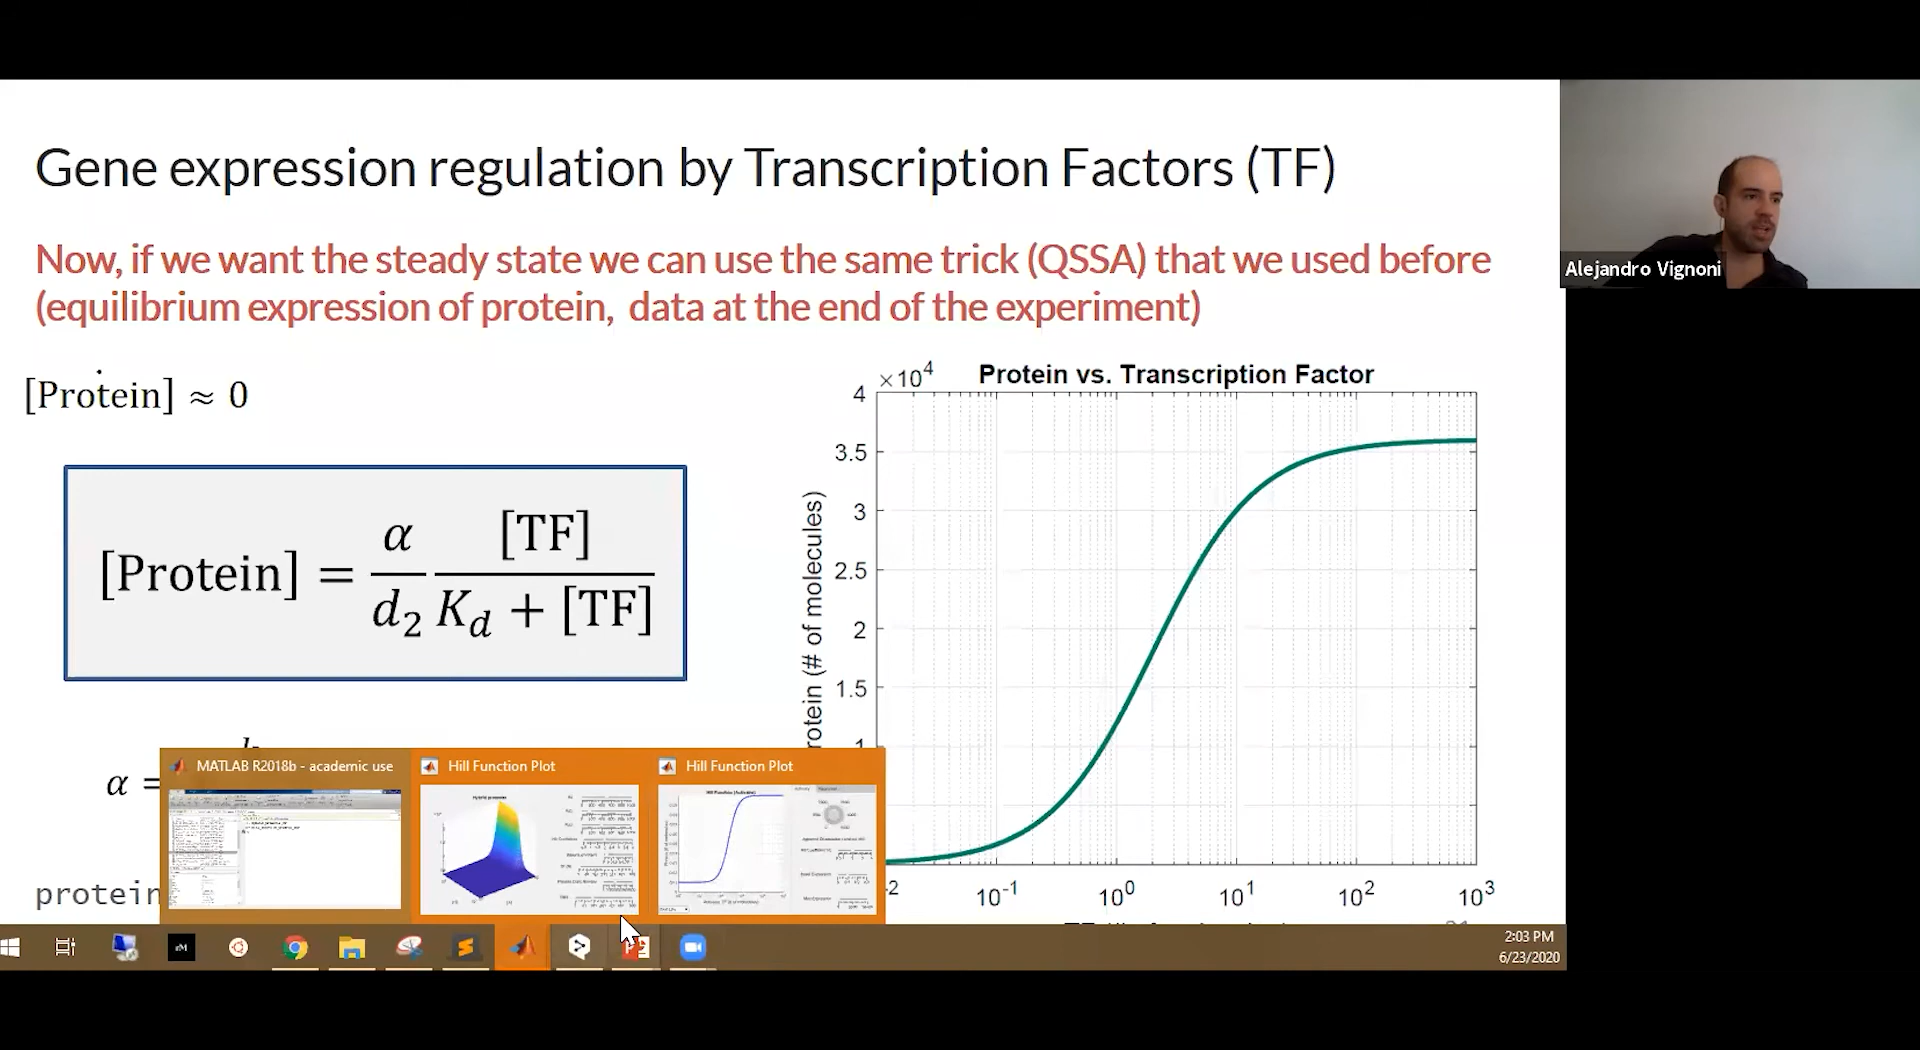 Gene expression regulation by Transcription Factors (TF)
Now, if we want the steady state we can use the same trick (QSSA) that we used before
(equilibrium expression of protein, data at the end of the experiment)
Alejandro Vignoni
[Protein] ≈ 0
[Protein] = α/d₂ [TF]/(K_d + [TF])
α =
protein
×10⁴
Protein vs. Transcription Factor
4
3.5
3
2.5
2
1.5
1
rotein (# of molecules)
-2
10⁻¹
10⁰
10¹
10²
10³
MATLAB R2018b - academic use
Hill Function Plot
Hill Function Plot
2:03 PM
6/23/2020